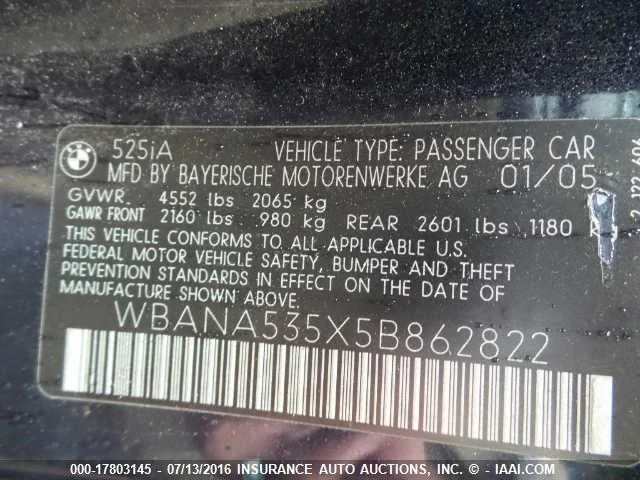 525iA VEHICLE TYPE: PASSENGER CAR
MFD BY BAYERISCHE MOTORENWERKE AG 01/05
GVWR 4552 lbs 2065 kg
GAWR FRONT 2160 lbs 980 kg REAR 2601 lbs 1180
THIS VEHICLE CONFORMS TO ALL APPLICABLE U.S.
FEDERAL MOTOR VEHICLE SAFETY, BUMPER AND THEFT
PREVENTION STANDARDS IN EFFECT ON THE DATE OF
MANUFACTURE SHOWN ABOVE.
WBANA535X5B862822
000-17803145 - 07/13/2016 - INSURANCE AUTO AUCTIONS, INC. - © - IAAI.COM